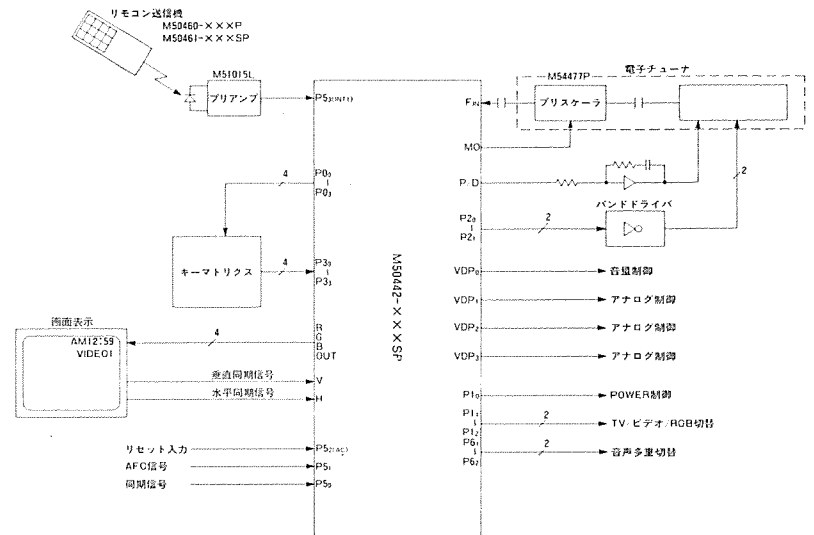 リモコン送信機
M50460-×××P
M50461-×××SP
M51015L
プリアンプ
P5₃(INT1)
P0₀
P0₃
4
キーマトリクス
4
P3₀
P3₃
画面表示
AM12:59
VIDEO1
4
R
G
B
OUT
垂直同期信号
V
水平同期信号
H
リセット入力
P5₂(TAC)
AFC信号
P5₁
同期信号
P5₀
M50442-×××SP
電子チューナ
M54477P
プリスケーラ
FIN
MO
P/D
2
バンドドライバ
P2₀
P2₁
2
VDP₀
音量制御
VDP₁
アナログ制御
VDP₂
アナログ制御
VDP₃
アナログ制御
P1₀
POWER制御
P1₁
P1₂
2
TV/ビデオ/RGB切替
P6₁
P6₂
2
音声多重切替